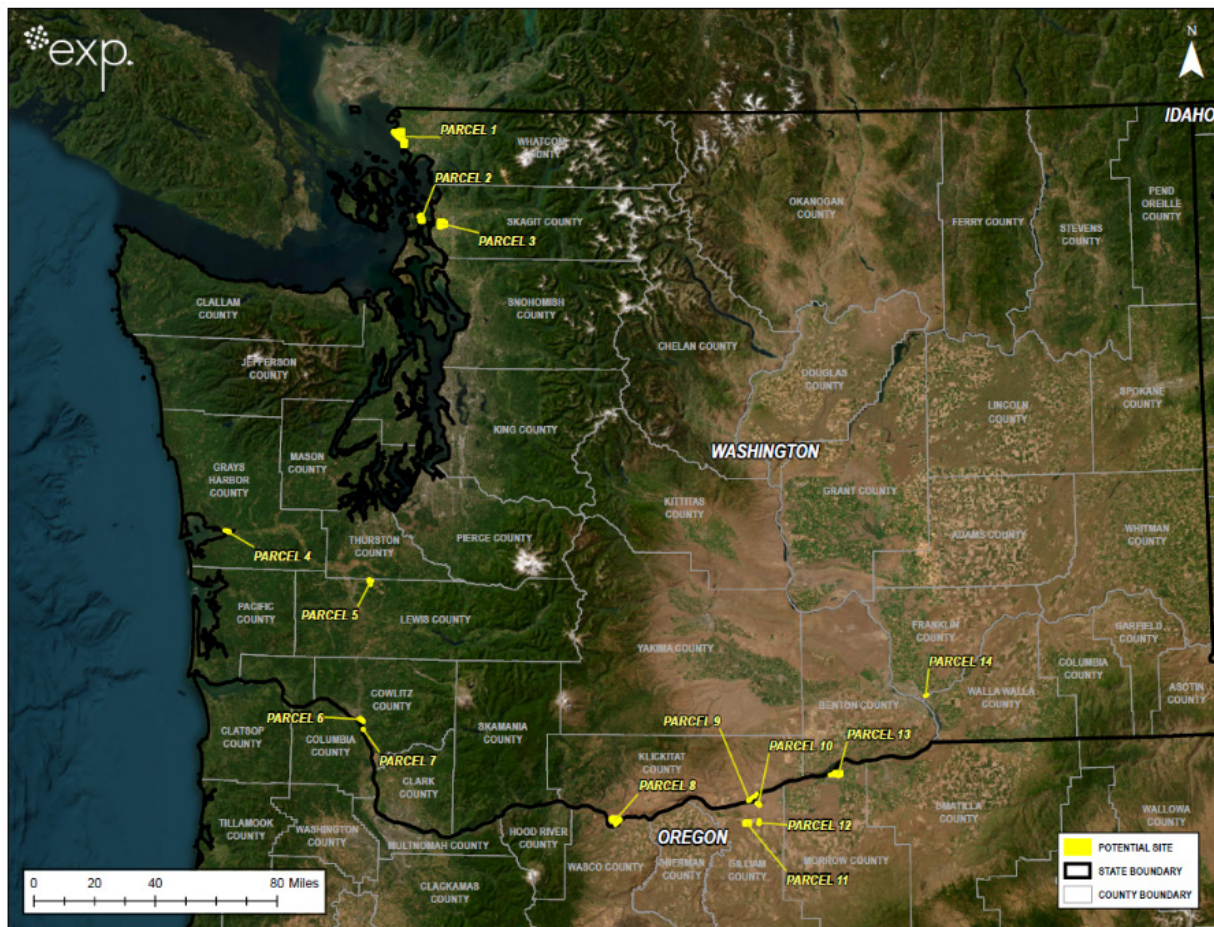 exp.
N
IDAHO
PARCEL 1
WHATCOM
COUNTY
PARCEL 2
SKAGIT COUNTY
PARCEL 3
OKANOGAN
COUNTY
FERRY COUNTY
STEVENS
COUNTY
PEND
OREILLE
COUNTY
CLALLAM
COUNTY
SNOHOMISH
COUNTY
JEFFERSON
COUNTY
CHELAN COUNTY
DOUGLAS
COUNTY
LINCOLN
COUNTY
SPOKANE
COUNTY
KING COUNTY
WASHINGTON
MASON
COUNTY
GRAYS
HARBOR
COUNTY
KITTITAS
COUNTY
GRANT COUNTY
ADAMS COUNTY
WHITMAN
COUNTY
PARCEL 4
THURSTON
COUNTY
PIERCE COUNTY
PARCEL 5
PACIFIC
COUNTY
LEWIS COUNTY
YAKIMA COUNTY
FRANKLIN
COUNTY
GARFIELD
COUNTY
COLUMBIA
COUNTY
ASOTIN
COUNTY
PARCEL 14
WALLA WALLA
COUNTY
BENTON COUNTY
COWLITZ
COUNTY
SKAMANIA
COUNTY
PARCEL 6
CLATSOP
COUNTY
COLUMBIA
COUNTY
PARCEL 7
PARCEL 9
PARCEL 10
PARCEL 13
KLICKITAT
COUNTY
CLARK
COUNTY
PARCEL 8
UMATILLA
COUNTY
WALLOWA
COUNTY
TILLAMOOK
COUNTY
WASHINGTON
COUNTY
MULTNOMAH COUNTY
HOOD RIVER
COUNTY
OREGON
PARCEL 12
WASCO COUNTY
SHERMAN
COUNTY
GILLIAM
COUNTY
MORROW COUNTY
PARCEL 11
CLACKAMAS
COUNTY
0 20 40 80 Miles
POTENTIAL SITE
STATE BOUNDARY
COUNTY BOUNDARY